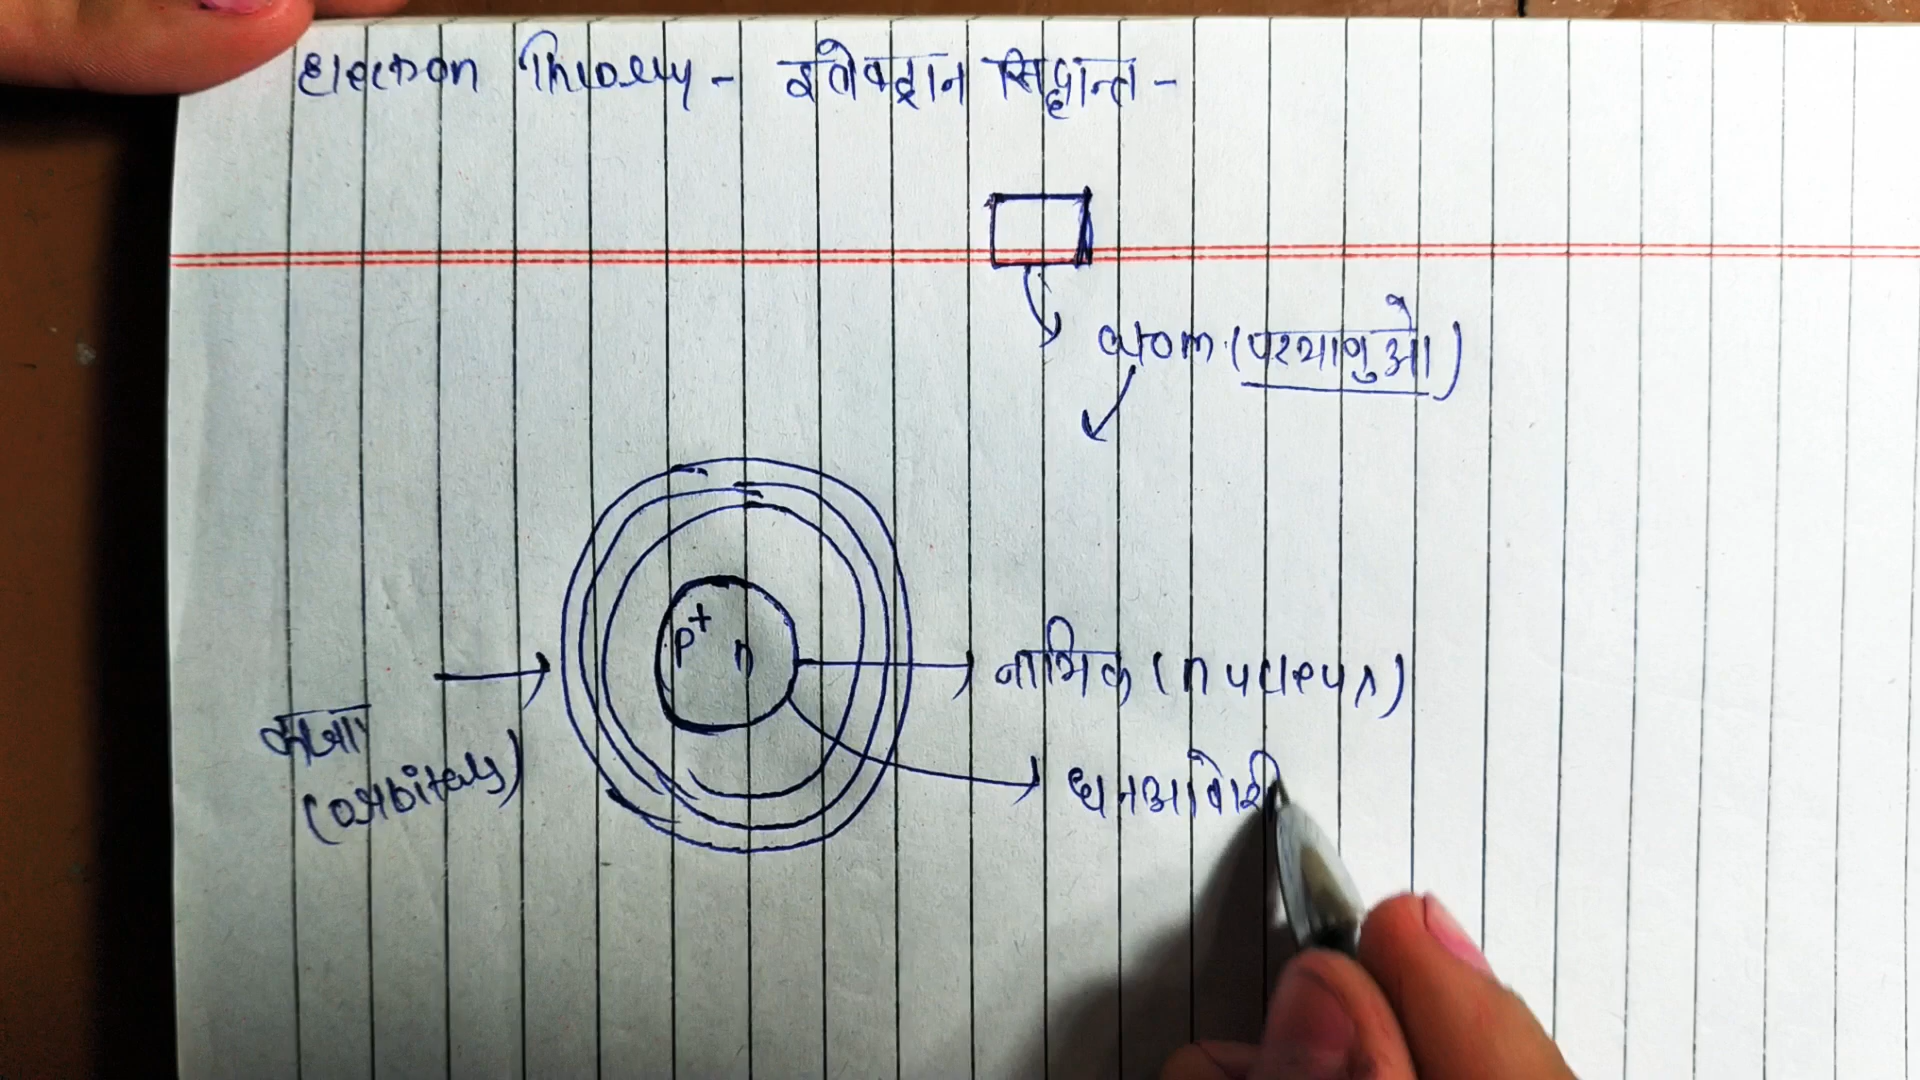 Electron Theory - इलेक्ट्रान सिद्धान्त -
atom (परमाणुओं)
p+ n
नाभिक (nucleus)
कक्षा
(orbitals)
धनआवेशि